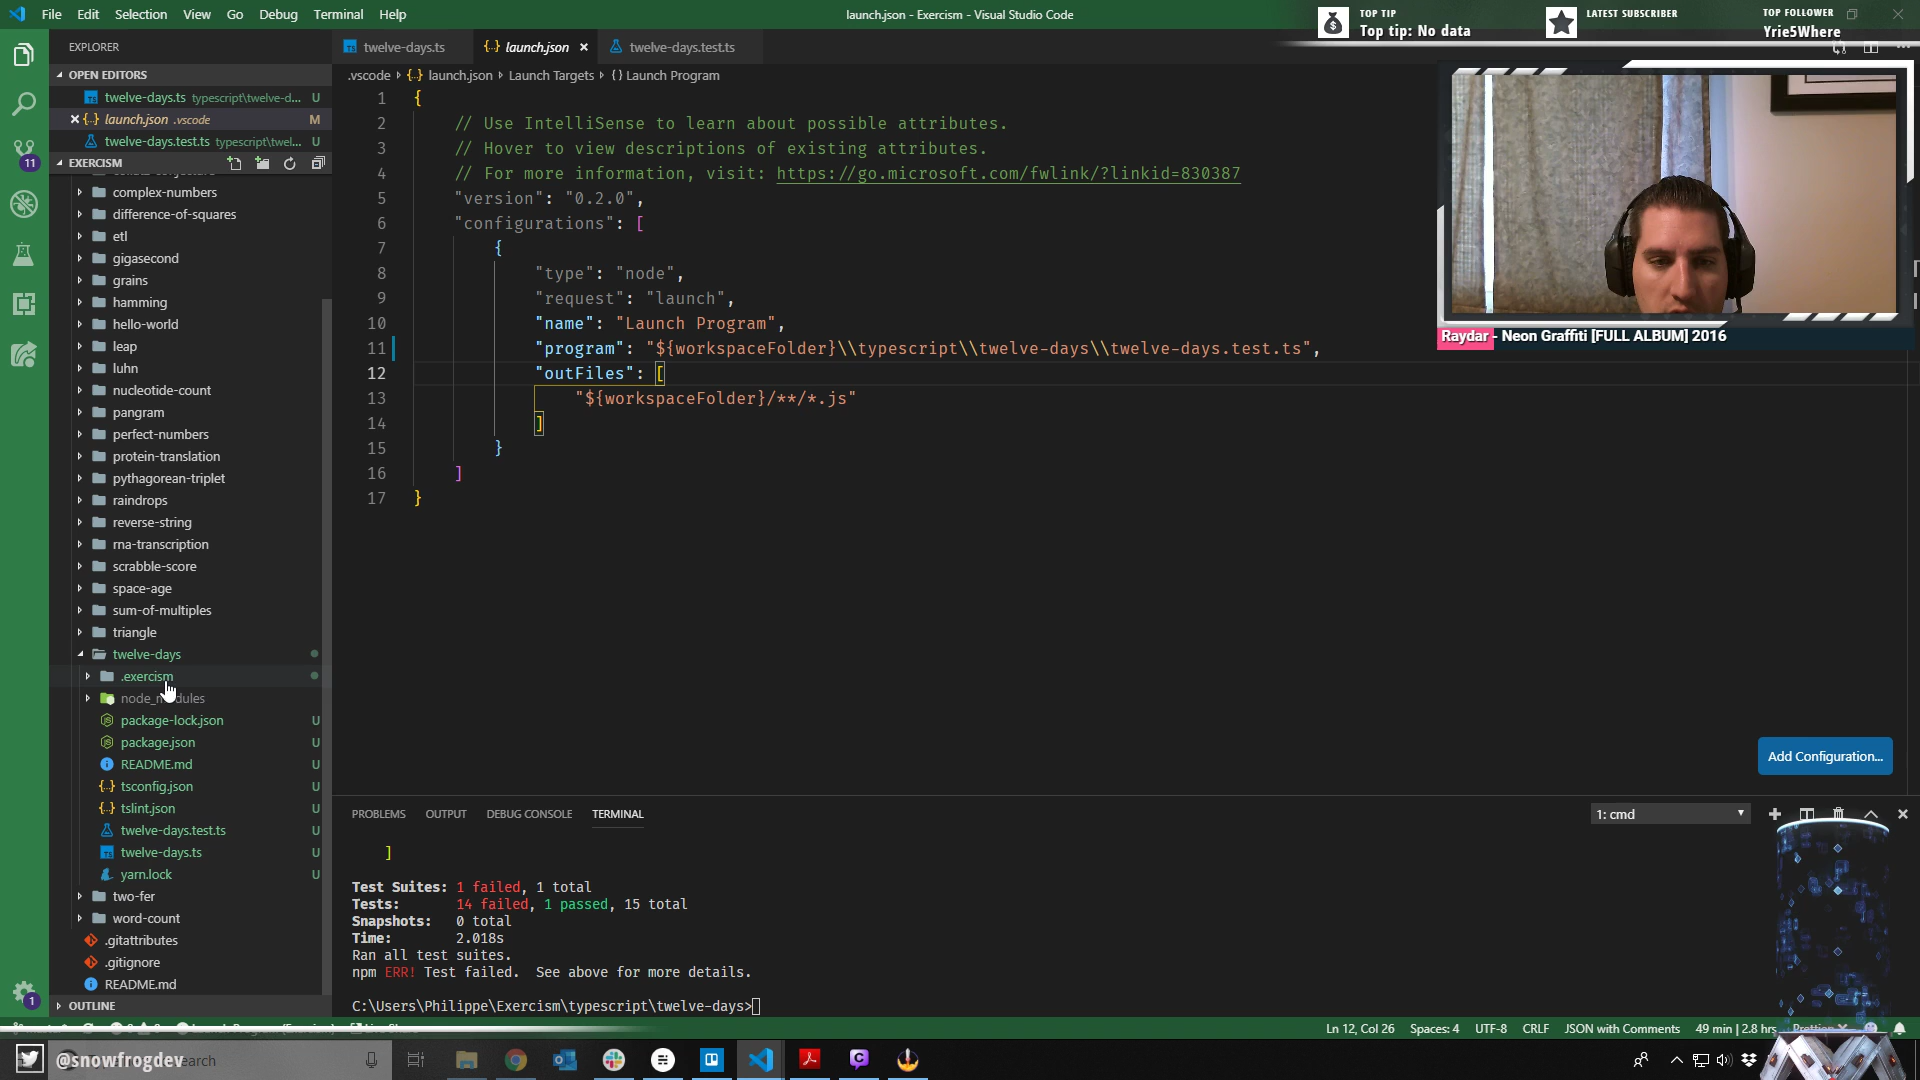 File Edit Selection View Go Debug Terminal Help
launch.json - Exercism - Visual Studio Code
TOP TIP
Top tip: No data
LATEST SUBSCRIBER
TOP FOLLOWER
Yrie5Where
EXPLORER
OPEN EDITORS
twelve-days.ts typescript\twelve-d... U
launch.json .vscode M
twelve-days.test.ts typescript\twel... U
EXERCISM
complex-numbers
difference-of-squares
etl
gigasecond
grains
hamming
hello-world
leap
luhn
nucleotide-count
pangram
perfect-numbers
protein-translation
pythagorean-triplet
raindrops
reverse-string
rna-transcription
scrabble-score
space-age
sum-of-multiples
triangle
twelve-days
.exercism
package-lock.json U
package.json U
README.md U
tsconfig.json U
tslint.json U
twelve-days.test.ts U
twelve-days.ts U
yarn.lock U
two-fer
word-count
.gitattributes
.gitignore
README.md
OUTLINE
11
1
twelve-days.ts
launch.json
twelve-days.test.ts
.vscode launch.json Launch Targets {} Launch Program
1 {
2 // Use IntelliSense to learn about possible attributes.
3 // Hover to view descriptions of existing attributes.
4 // For more information, visit: https://go.microsoft.com/fwlink/?linkid=830387
5 "version": "0.2.0",
6 "configurations": [
7 {
8 "type": "node",
9 "request": "launch",
10 "name": "Launch Program",
11 "program": "${workspaceFolder}\\typescript\\twelve-days\\twelve-days.test.ts",
12 "outFiles": [
13 "${workspaceFolder}/**/*.js"
14 ]
15 }
16 ]
17 }
Raydar - Neon Graffiti [FULL ALBUM] 2016
Add Configuration...
PROBLEMS OUTPUT DEBUG CONSOLE TERMINAL
1: cmd
]
Test Suites: 1 failed, 1 total
Tests: 14 failed, 1 passed, 15 total
Snapshots: 0 total
Time: 2.018s
Ran all test suites.
npm ERR! Test failed. See above for more details.
C:\Users\Philippe\Exercism\typescript\twelve-days>
Ln 12, Col 26 Spaces: 4 UTF-8 CRLF JSON with Comments 49 min | 2.8 hrs
@snowfrogdev